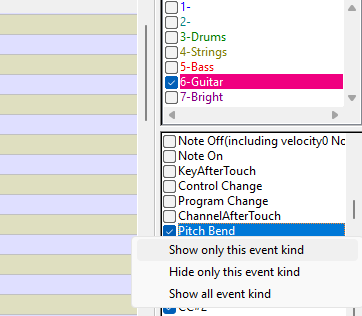 1-
2-
3-Drums
4-Strings
5-Bass
6-Guitar
7-Bright
Note Off(including velocity0 No
Note On
KeyAfterTouch
Control Change
Program Change
ChannelAfterTouch
Pitch Bend
Show only this event kind
Hide only this event kind
Show all event kind